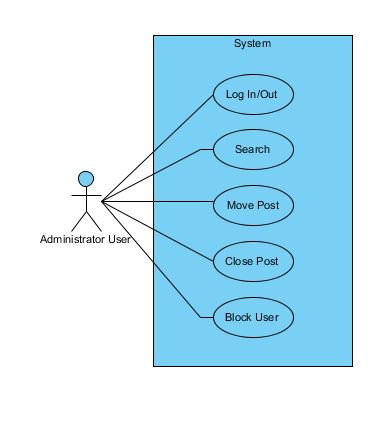 System
Log In/Out
Search
Move Post
Administrator User
Close Post
Block User